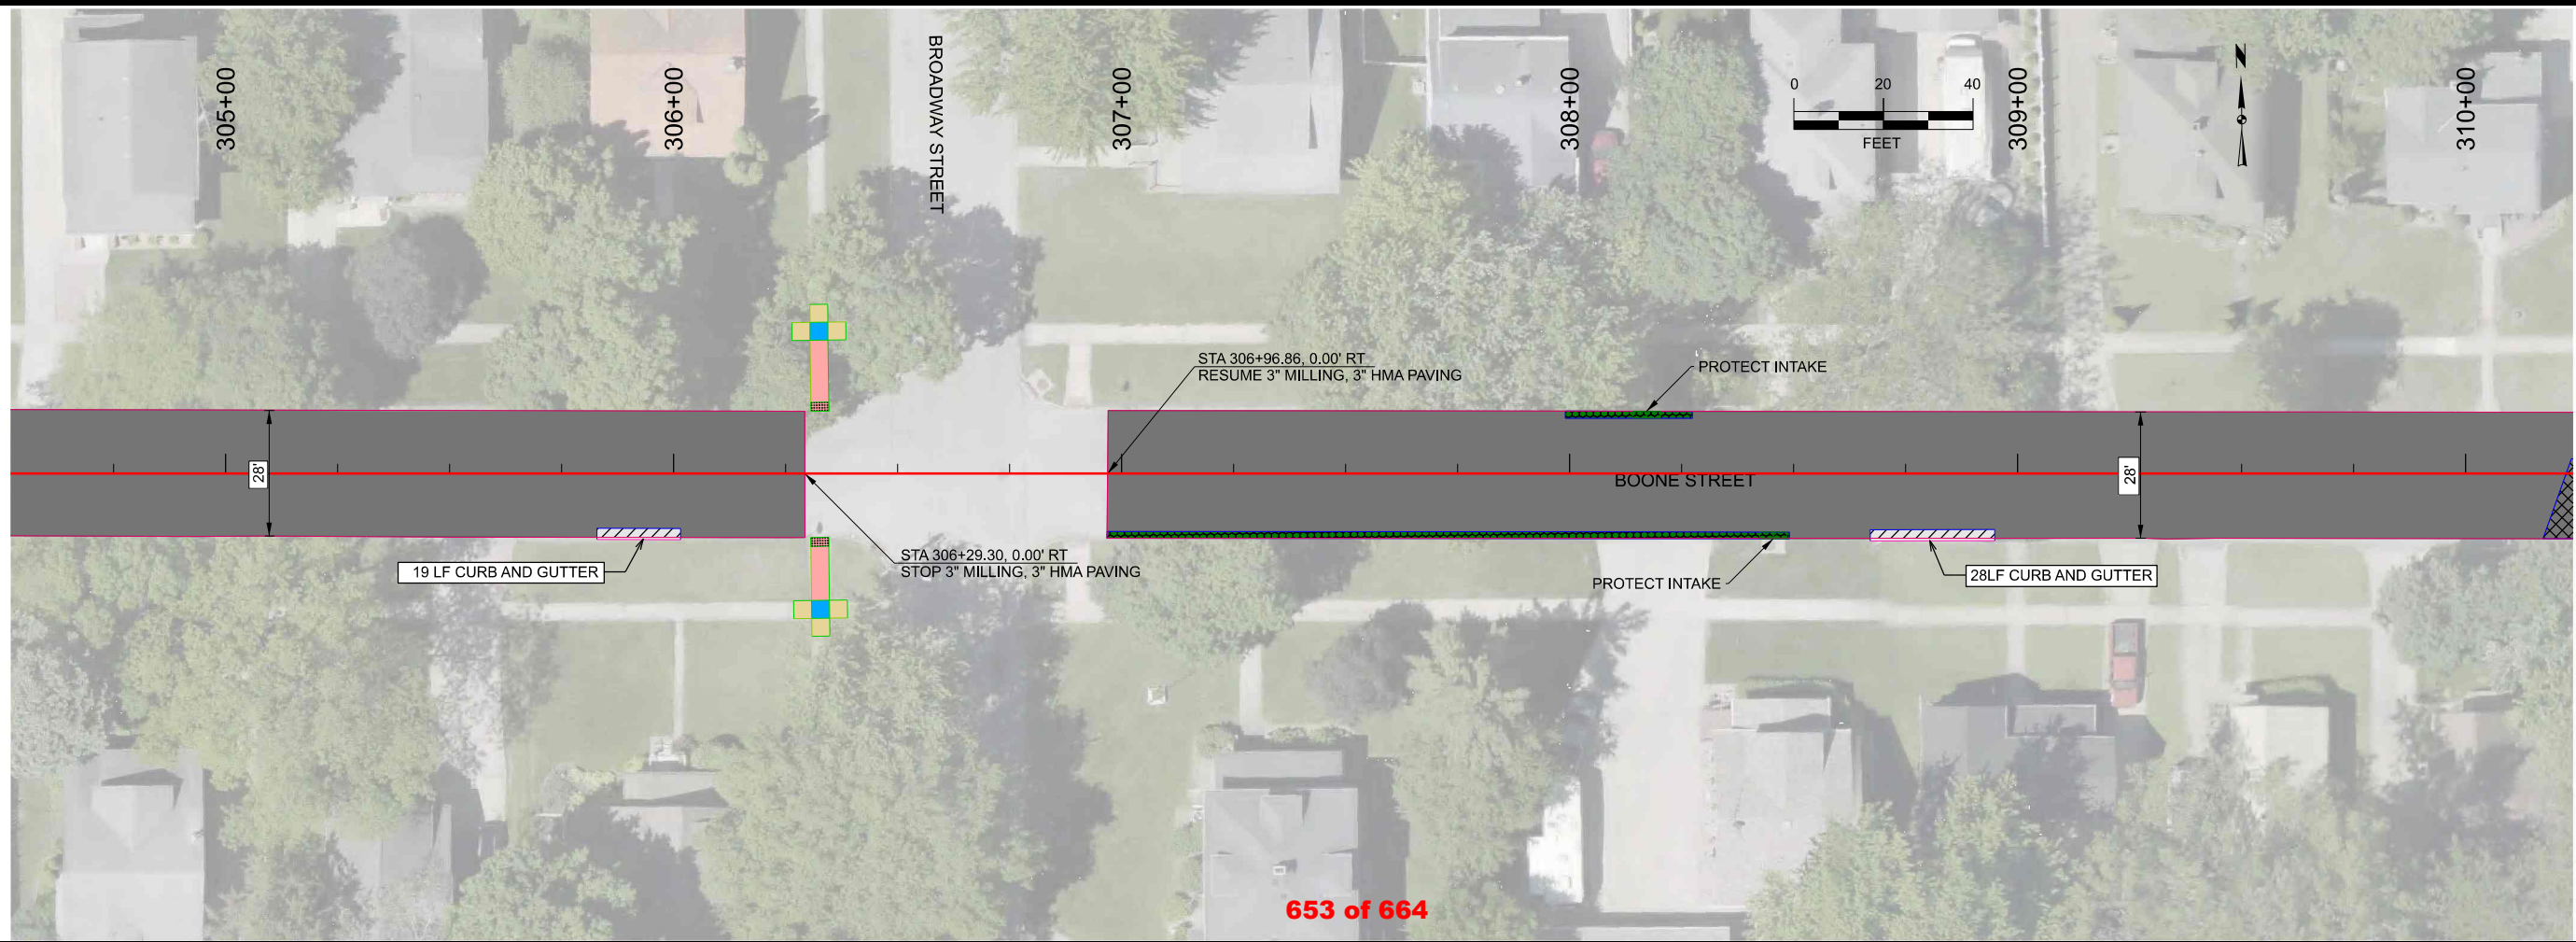 305+00
306+00
BROADWAY STREET
307+00
308+00
0 20 40
FEET
309+00
N
310+00
STA 306+96.86, 0.00' RT
RESUME 3" MILLING, 3" HMA PAVING
PROTECT INTAKE
28'
BOONE STREET
28'
19 LF CURB AND GUTTER
STA 306+29.30, 0.00' RT
STOP 3" MILLING, 3" HMA PAVING
PROTECT INTAKE
28LF CURB AND GUTTER
653 of 664